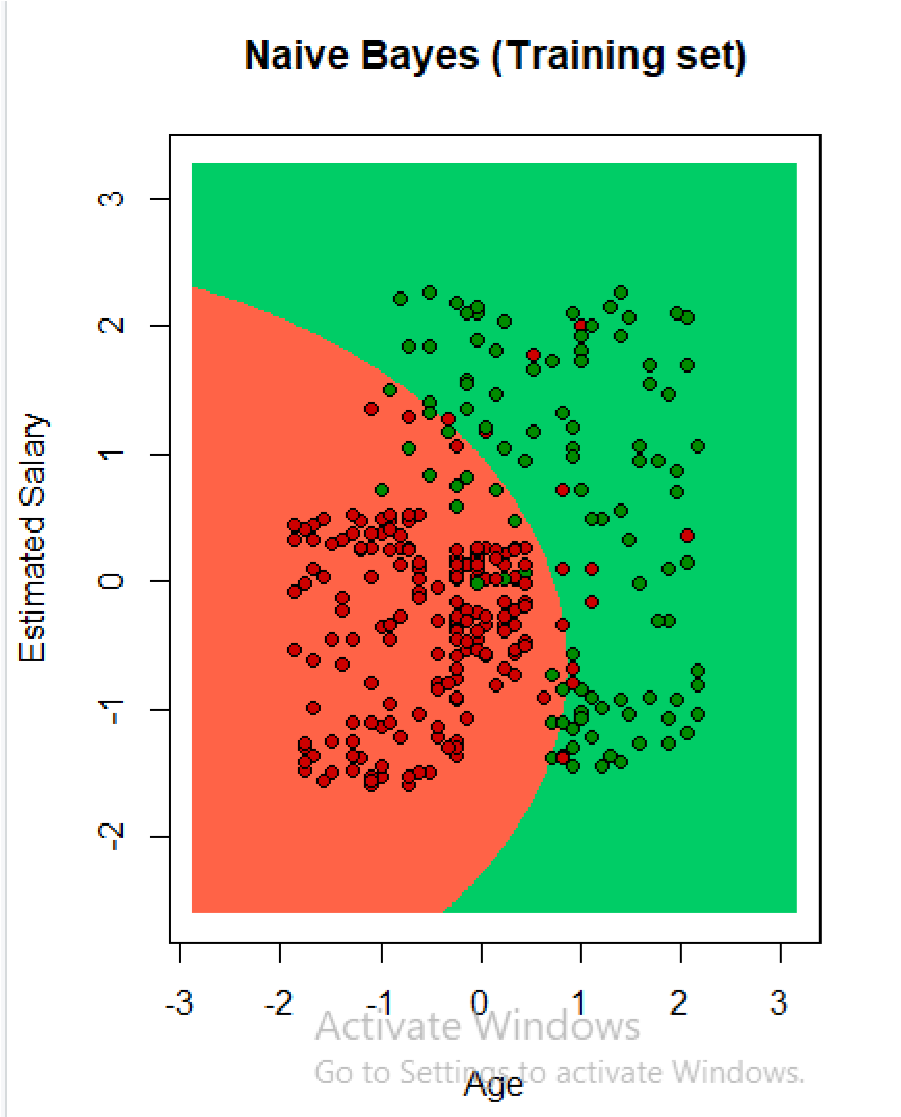 Naive Bayes (Training set)
Estimated Salary
3
2
1
0
-1
-2
-3 -2 -1 0 1 2 3
Activate Windows
Go to Settings to activate Windows.
Age